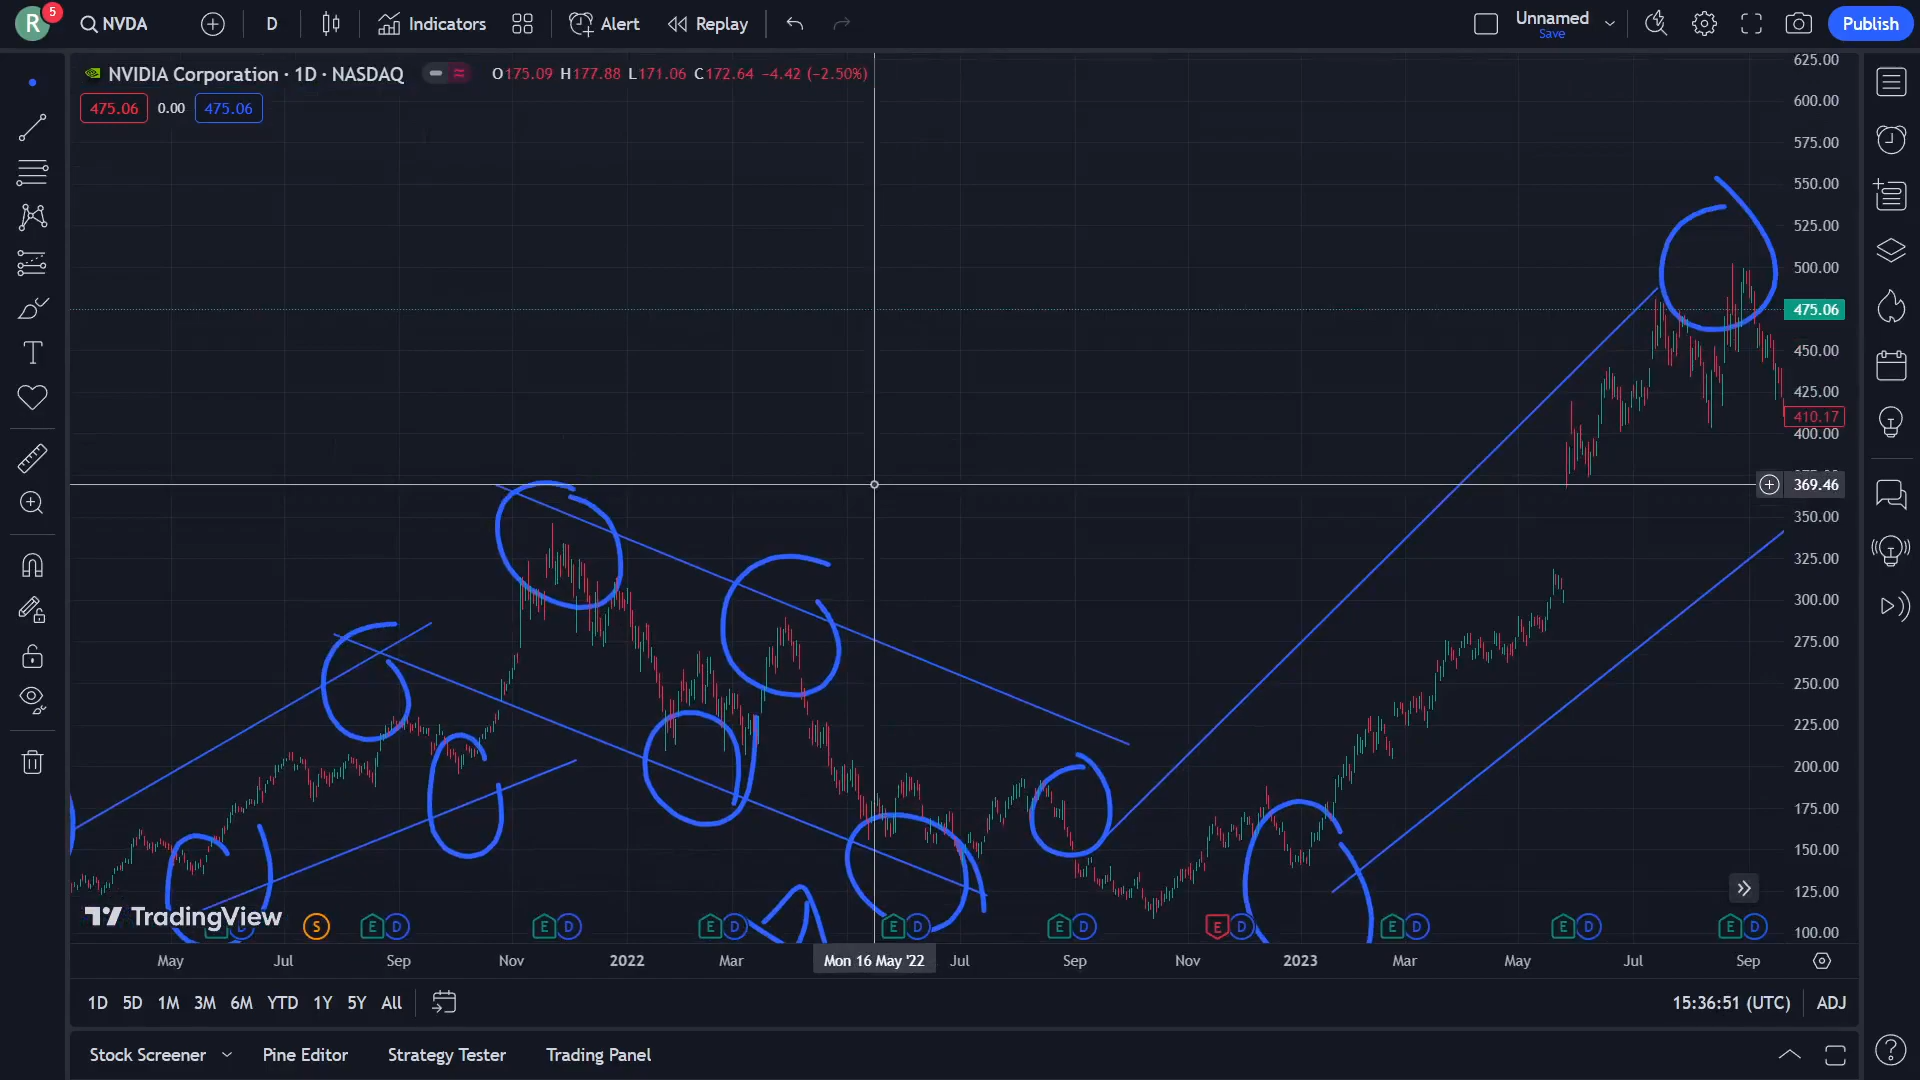 R 5 NVDA D Indicators Alert Replay Unnamed Save Publish
NVIDIA Corporation · 1D · NASDAQ O175.09 H177.88 L171.06 C172.64 −4.42 (−2.50%)
475.06 0.00 475.06
625.00
600.00
575.00
550.00
525.00
500.00
475.06
450.00
425.00
410.17
400.00
369.46
350.00
325.00
300.00
275.00
250.00
225.00
200.00
175.00
150.00
125.00
100.00
TradingView
S E D E D E D E D E D E D E D E D E D
May Jul Sep Nov 2022 Mar Mon 16 May '22 Jul Sep Nov 2023 Mar May Jul Sep
1D 5D 1M 3M 6M YTD 1Y 5Y All 15:36:51 (UTC) ADJ
Stock Screener Pine Editor Strategy Tester Trading Panel